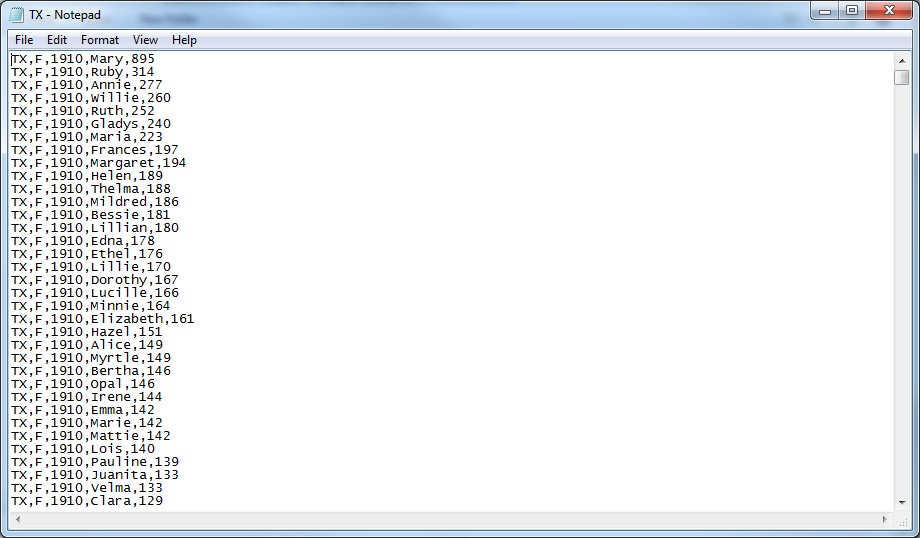 TX - Notepad
File Edit Format View Help
TX,F,1910,Mary,895
TX,F,1910,Ruby,314
TX,F,1910,Annie,277
TX,F,1910,Willie,260
TX,F,1910,Ruth,252
TX,F,1910,Gladys,240
TX,F,1910,Maria,223
TX,F,1910,Frances,197
TX,F,1910,Margaret,194
TX,F,1910,Helen,189
TX,F,1910,Thelma,188
TX,F,1910,Mildred,186
TX,F,1910,Bessie,181
TX,F,1910,Lillian,180
TX,F,1910,Edna,178
TX,F,1910,Ethel,176
TX,F,1910,Lillie,170
TX,F,1910,Dorothy,167
TX,F,1910,Lucille,166
TX,F,1910,Minnie,164
TX,F,1910,Elizabeth,161
TX,F,1910,Hazel,151
TX,F,1910,Alice,149
TX,F,1910,Myrtle,149
TX,F,1910,Bertha,146
TX,F,1910,Opal,146
TX,F,1910,Irene,144
TX,F,1910,Emma,142
TX,F,1910,Marie,142
TX,F,1910,Mattie,142
TX,F,1910,Lois,140
TX,F,1910,Pauline,139
TX,F,1910,Juanita,133
TX,F,1910,Velma,133
TX,F,1910,Clara,129